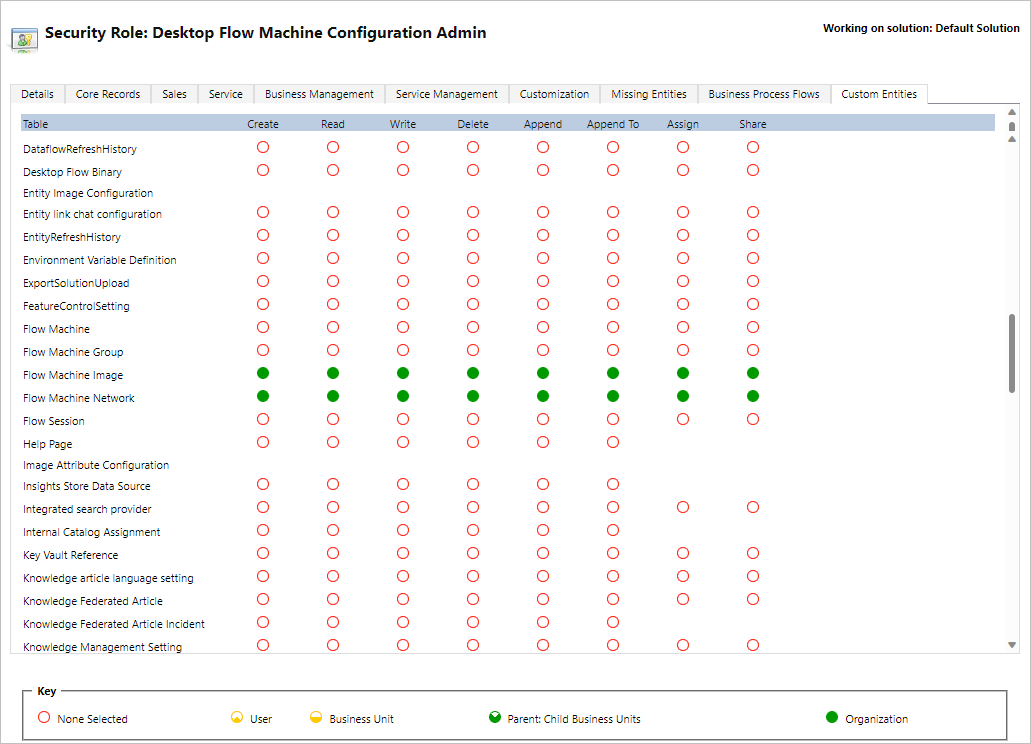 Security Role: Desktop Flow Machine Configuration Admin
Working on solution: Default Solution
Details Core Records Sales Service Business Management Service Management Customization Missing Entities Business Process Flows Custom Entities
Table Create Read Write Delete Append Append To Assign Share
DataflowRefreshHistory
Desktop Flow Binary
Entity Image Configuration
Entity link chat configuration
EntityRefreshHistory
Environment Variable Definition
ExportSolutionUpload
FeatureControlSetting
Flow Machine
Flow Machine Group
Flow Machine Image
Flow Machine Network
Flow Session
Help Page
Image Attribute Configuration
Insights Store Data Source
Integrated search provider
Internal Catalog Assignment
Key Vault Reference
Knowledge article language setting
Knowledge Federated Article
Knowledge Federated Article Incident
Knowledge Management Setting
Key
None Selected User Business Unit Parent: Child Business Units Organization